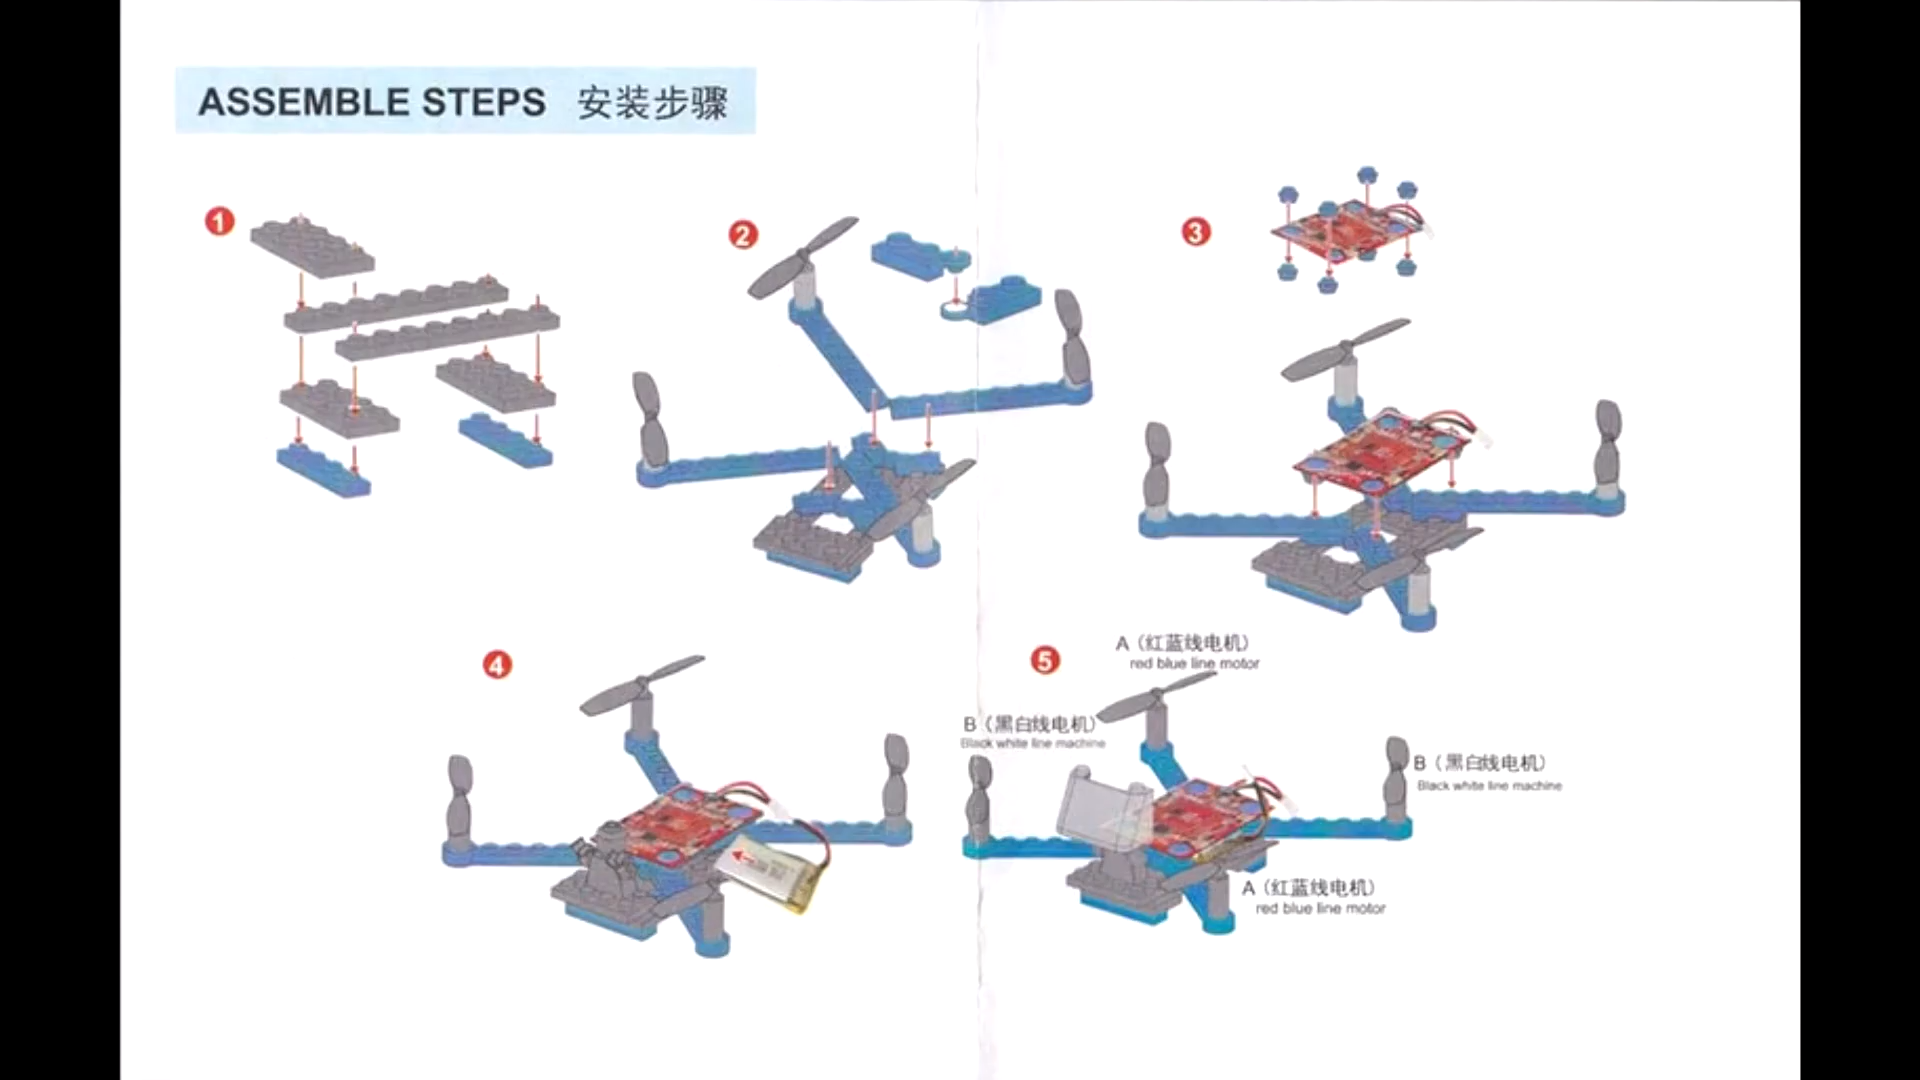 ASSEMBLE STEPS 安装步骤
1
2
3
4
5
A（红蓝线电机）
red blue line motor
B（黑白线电机）
Black white line machine
B（黑白线电机）
Black white line machine
A（红蓝线电机）
red blue line motor